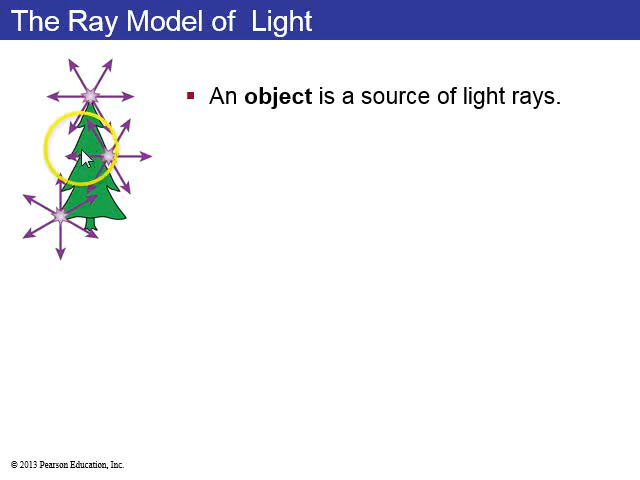 The Ray Model of Light
▪ An object is a source of light rays.
© 2013 Pearson Education, Inc.